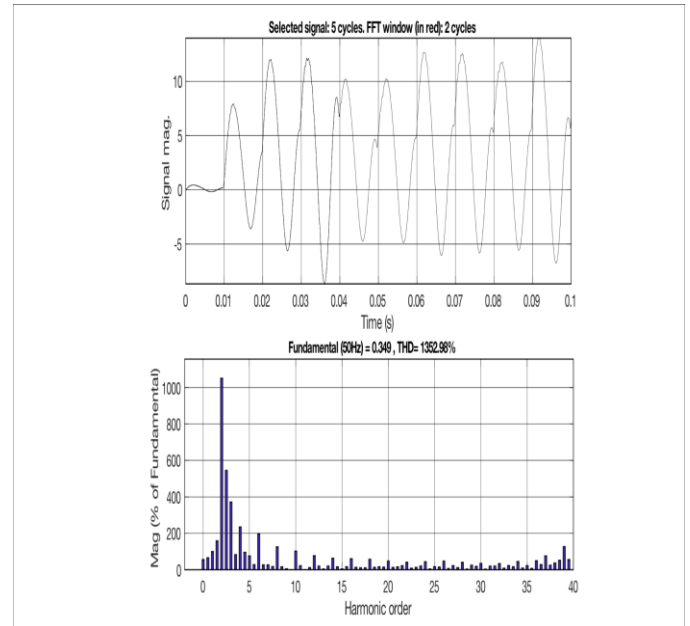 Selected signal: 5 cycles. FFT window (in red): 2 cycles
Signal mag.
10
5
0
-5
0 0.01 0.02 0.03 0.04 0.05 0.06 0.07 0.08 0.09 0.1
Time (s)
Fundamental (50Hz) = 0.349 , THD= 1352.98%
Mag (% of Fundamental)
1000
800
600
400
200
0
0 5 10 15 20 25 30 35 40
Harmonic order